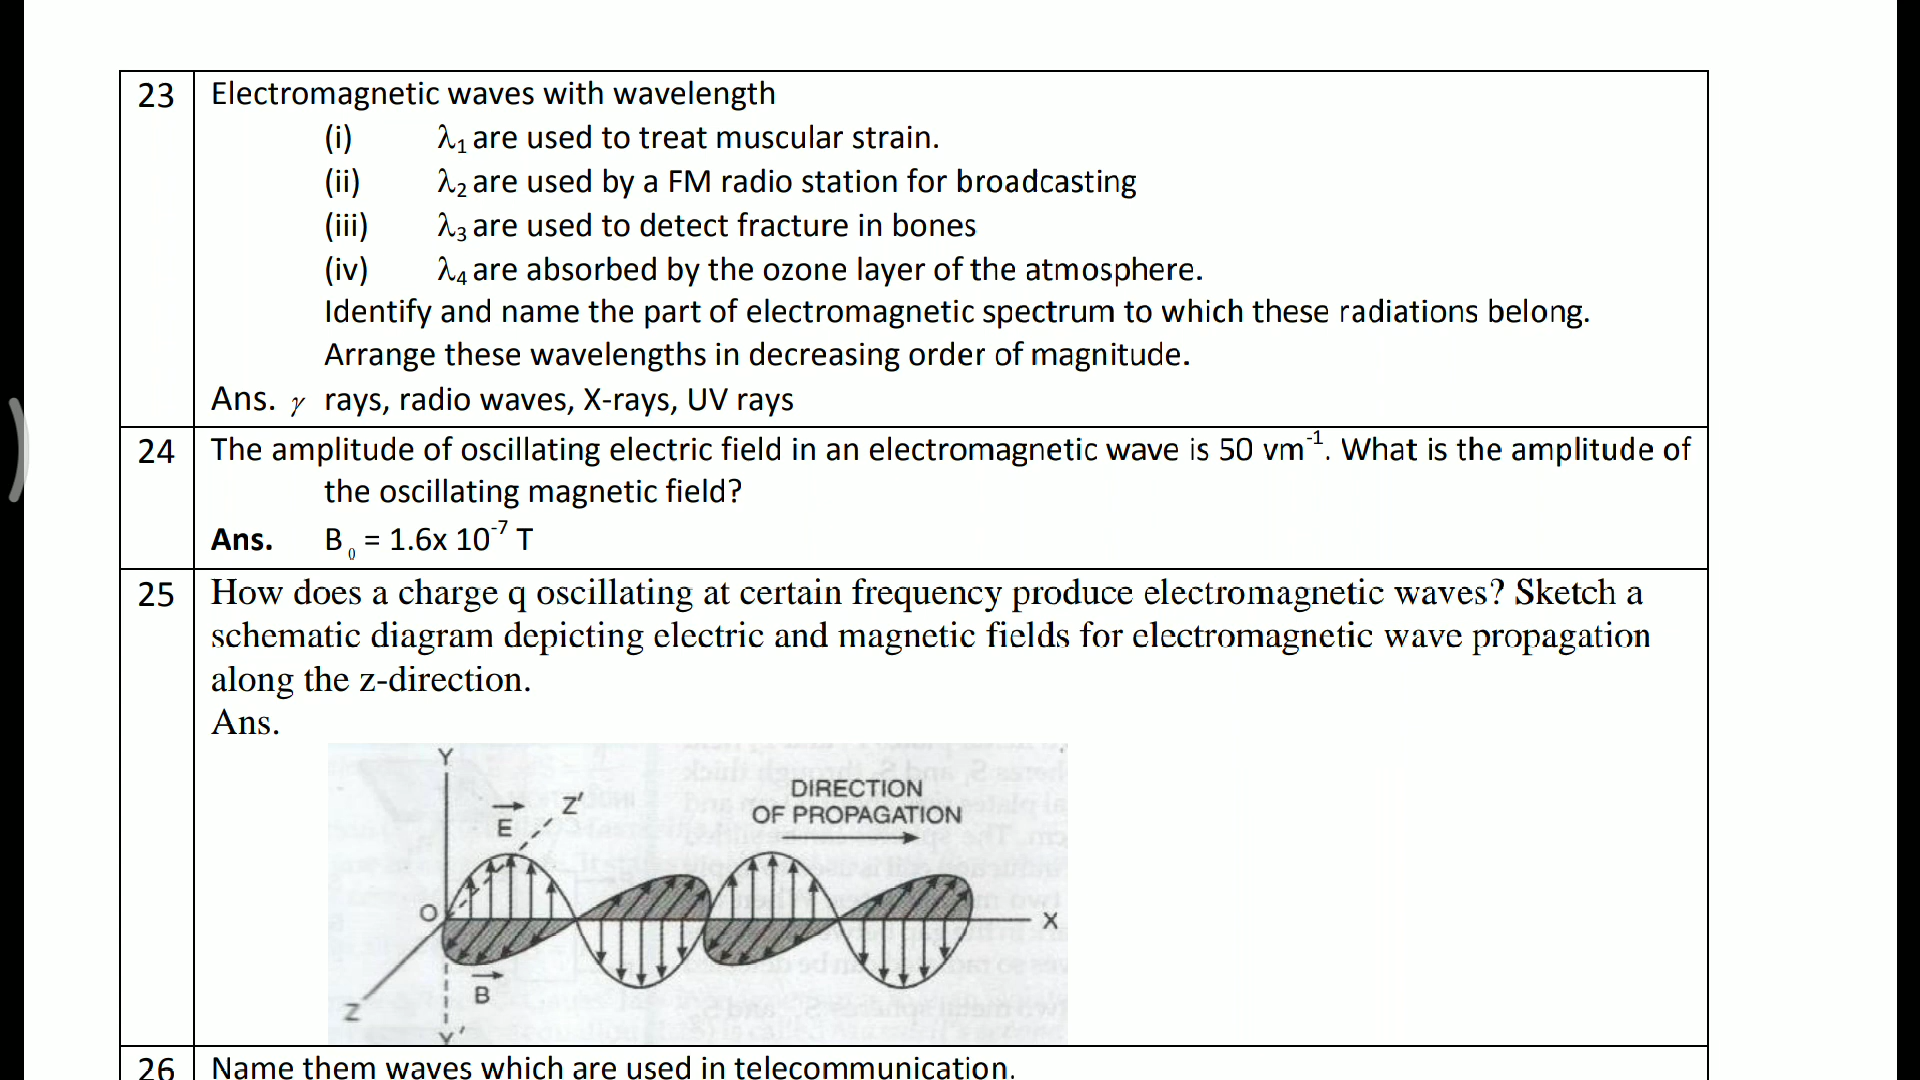 23 Electromagnetic waves with wavelength
(i) λ₁ are used to treat muscular strain.
(ii) λ₂ are used by a FM radio station for broadcasting
(iii) λ₃ are used to detect fracture in bones
(iv) λ₄ are absorbed by the ozone layer of the atmosphere.
Identify and name the part of electromagnetic spectrum to which these radiations belong.
Arrange these wavelengths in decreasing order of magnitude.
Ans. γ rays, radio waves, X-rays, UV rays
24 The amplitude of oscillating electric field in an electromagnetic wave is 50 vm⁻¹. What is the amplitude of
the oscillating magnetic field?
Ans. B₀ = 1.6x 10⁻⁷ T
25 How does a charge q oscillating at certain frequency produce electromagnetic waves? Sketch a
schematic diagram depicting electric and magnetic fields for electromagnetic wave propagation
along the z-direction.
Ans.
Y
DIRECTION
OF PROPAGATION
Z'
E
O
X
B
Z
Y'
26 Name them waves which are used in telecommunication.